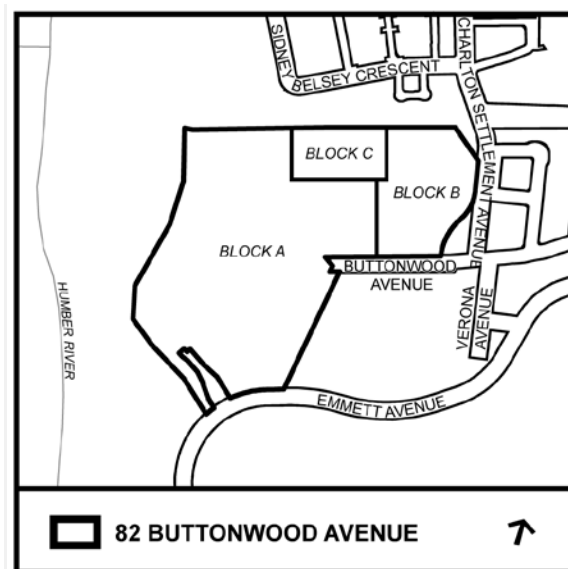 SIDNEY
BELSEY CRESCENT
CHARLTON SETTLEMENT AVENUE
BLOCK C
BLOCK B
BLOCK A
BUTTONWOOD
AVENUE
HUMBER RIVER
VERONA
AVENUE
EMMETT AVENUE
82 BUTTONWOOD AVENUE